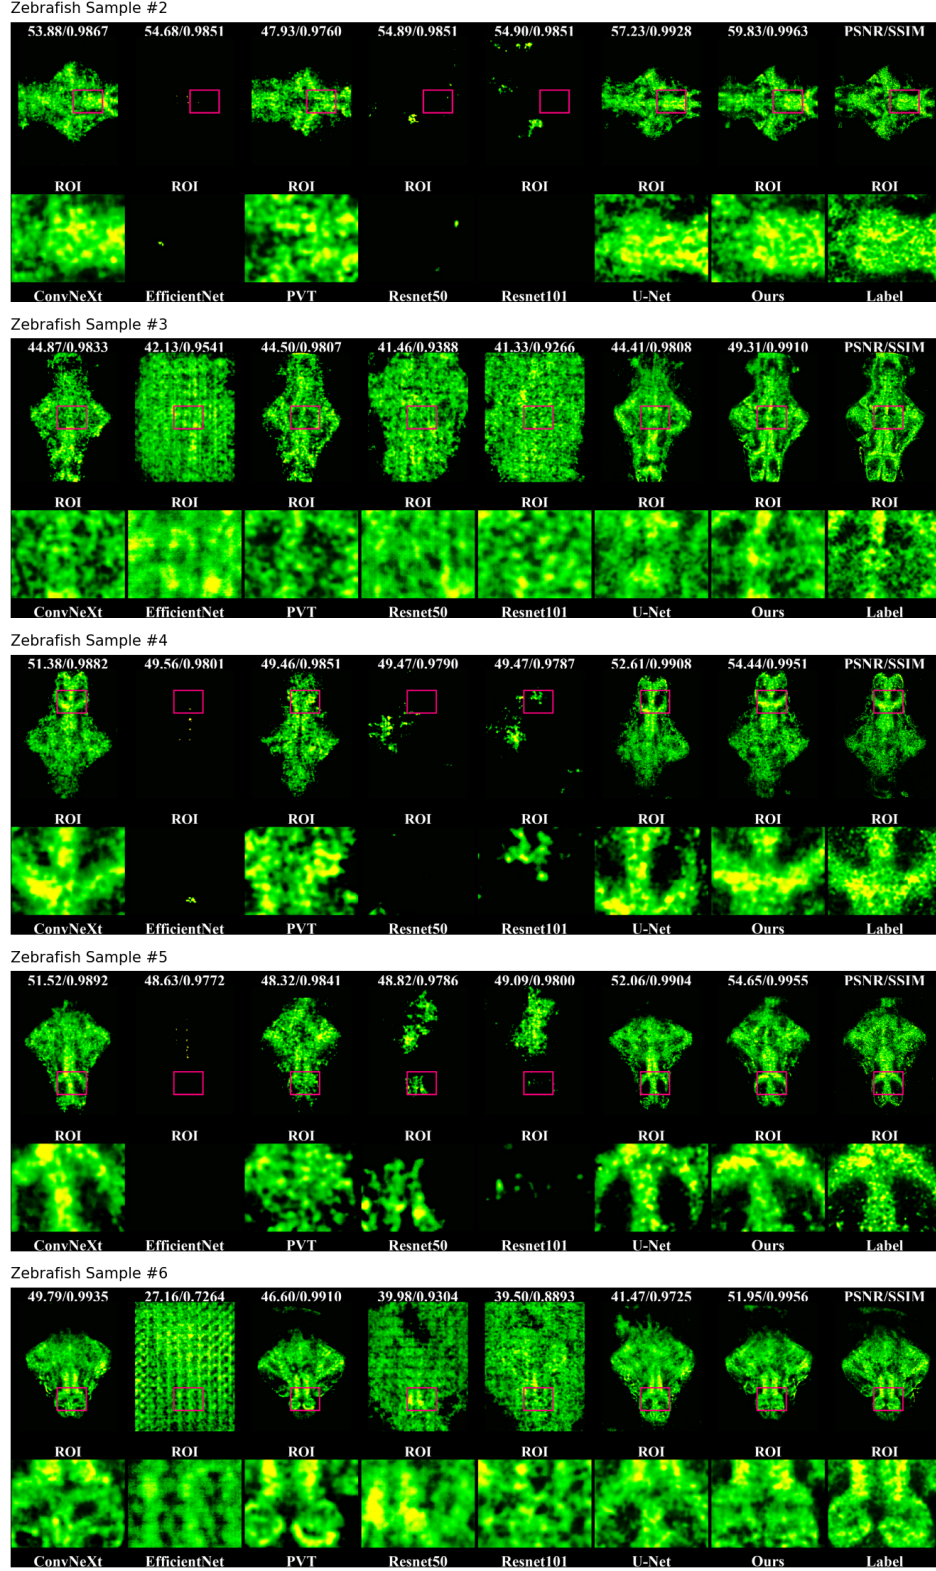 Zebrafish Sample #2
53.88/0.9867 54.68/0.9851 47.93/0.9760 54.89/0.9851 54.90/0.9851 57.23/0.9928 59.83/0.9963 PSNR/SSIM
ROI ROI ROI ROI ROI ROI ROI ROI
ConvNeXt EfficientNet PVT Resnet50 Resnet101 U-Net Ours Label
Zebrafish Sample #3
44.87/0.9833 42.13/0.9541 44.50/0.9807 41.46/0.9388 41.33/0.9266 44.41/0.9808 49.31/0.9910 PSNR/SSIM
ROI ROI ROI ROI ROI ROI ROI ROI
ConvNeXt EfficientNet PVT Resnet50 Resnet101 U-Net Ours Label
Zebrafish Sample #4
51.38/0.9882 49.56/0.9801 49.46/0.9851 49.47/0.9790 49.47/0.9787 52.61/0.9908 54.44/0.9951 PSNR/SSIM
ROI ROI ROI ROI ROI ROI ROI ROI
ConvNeXt EfficientNet PVT Resnet50 Resnet101 U-Net Ours Label
Zebrafish Sample #5
51.52/0.9892 48.63/0.9772 48.32/0.9841 48.82/0.9786 49.09/0.9800 52.06/0.9904 54.65/0.9955 PSNR/SSIM
ROI ROI ROI ROI ROI ROI ROI ROI
ConvNeXt EfficientNet PVT Resnet50 Resnet101 U-Net Ours Label
Zebrafish Sample #6
49.79/0.9935 27.16/0.7264 46.60/0.9910 39.98/0.9304 39.50/0.8893 41.47/0.9725 51.95/0.9956 PSNR/SSIM
ROI ROI ROI ROI ROI ROI ROI ROI
ConvNeXt EfficientNet PVT Resnet50 Resnet101 U-Net Ours Label